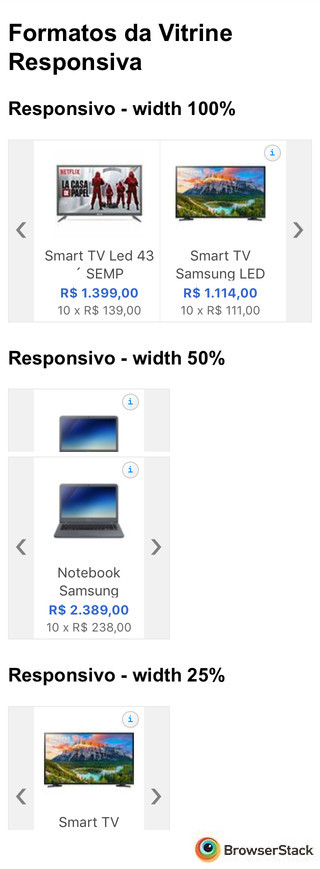 Formatos da Vitrine
Responsiva
Responsivo - width 100%
NETFLIX
LA CASA
DE PAPEL
i
Smart TV Led 43
´ SEMP
Smart TV
Samsung LED
R$ 1.399,00
R$ 1.114,00
10 x R$ 139,00
10 x R$ 111,00
Responsivo - width 50%
i
i
Notebook
Samsung
R$ 2.389,00
10 x R$ 238,00
Responsivo - width 25%
i
Smart TV
BrowserStack